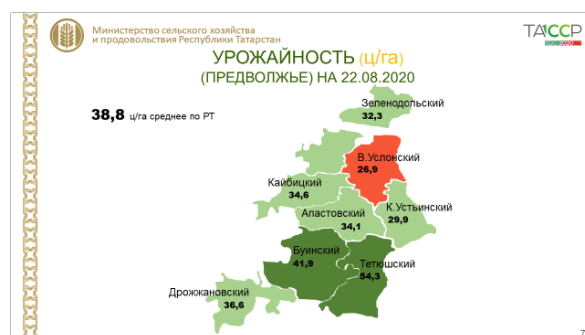 Министерство сельского хозяйства
и продовольствия Республики Татарстан
ТАССР
1920-2020
УРОЖАЙНОСТЬ (ц/га)
(ПРЕДВОЛЖЬЕ) НА 22.08.2020
38,8 ц/га среднее по РТ
Зеленодольский
32,3
В.Услонский
26,9
Кайбицкий
34,6
К.Устьинский
29,9
Апастовский
34,1
Буинский
41,9
Тетюшский
54,3
Дрожжановский
36,6
7